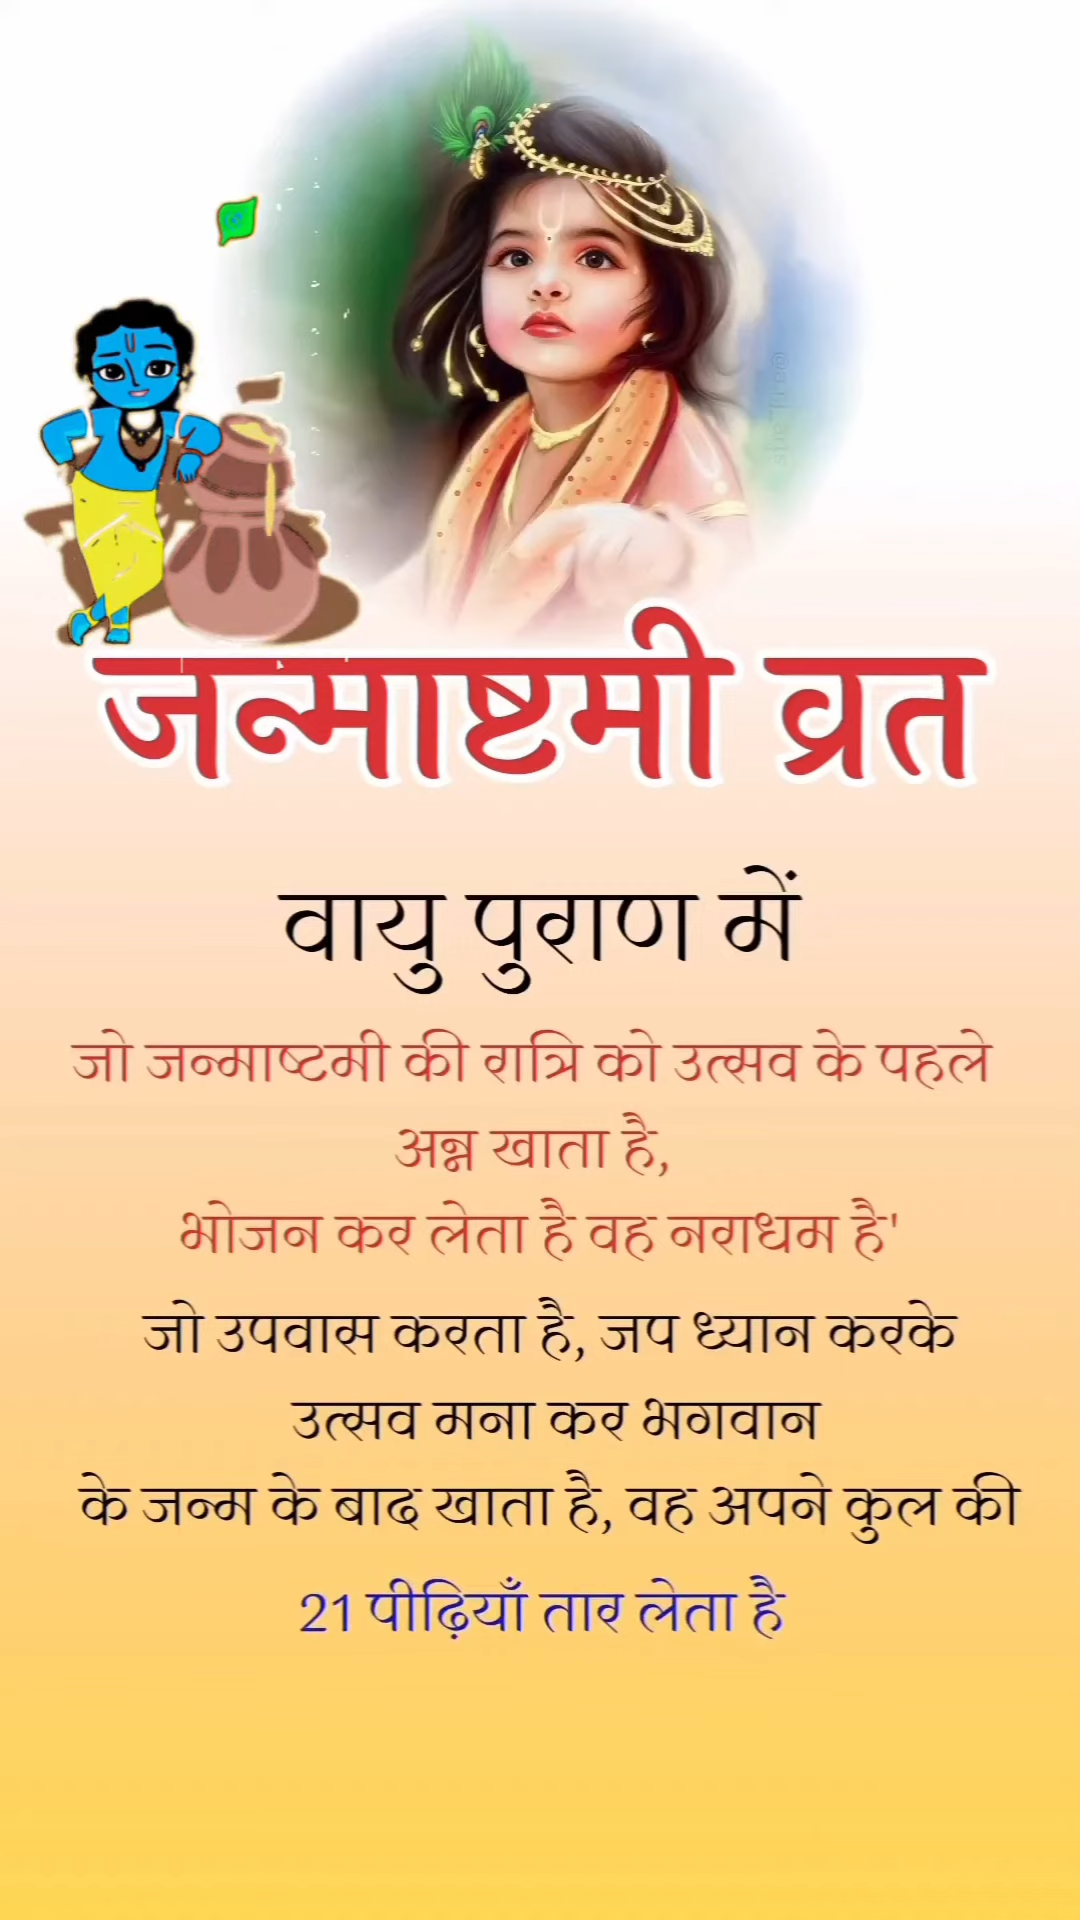 जन्माष्टमी व्रत
वायु पुराण में
जो जन्माष्टमी की रात्रि को उत्सव के पहले
अन्न खाता है,
भोजन कर लेता है वह नराधम है'
जो उपवास करता है, जप ध्यान करके
उत्सव मना कर भगवान
के जन्म के बाद खाता है, वह अपने कुल की
21 पीढ़ियाँ तार लेता है